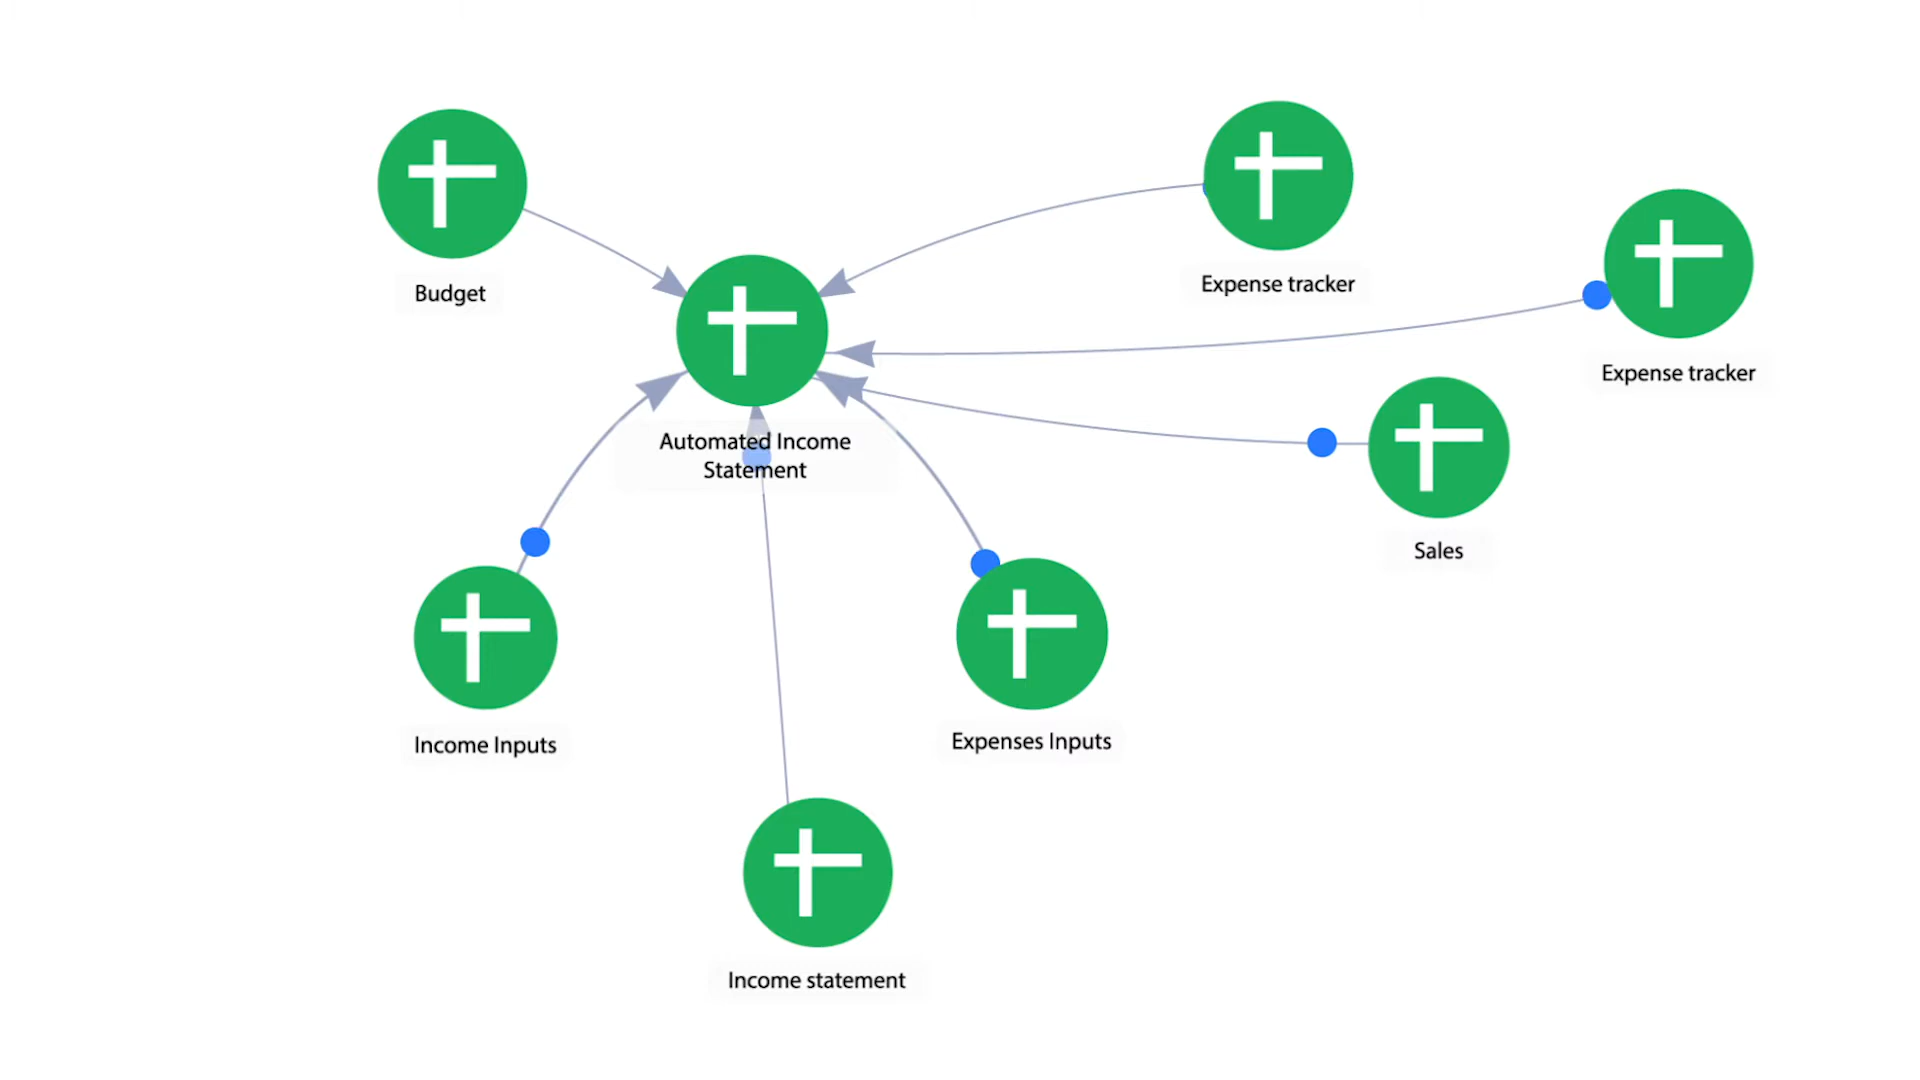 Budget
Expense tracker
Expense tracker
Automated Income
Statement
Sales
Income Inputs
Expenses Inputs
Income statement